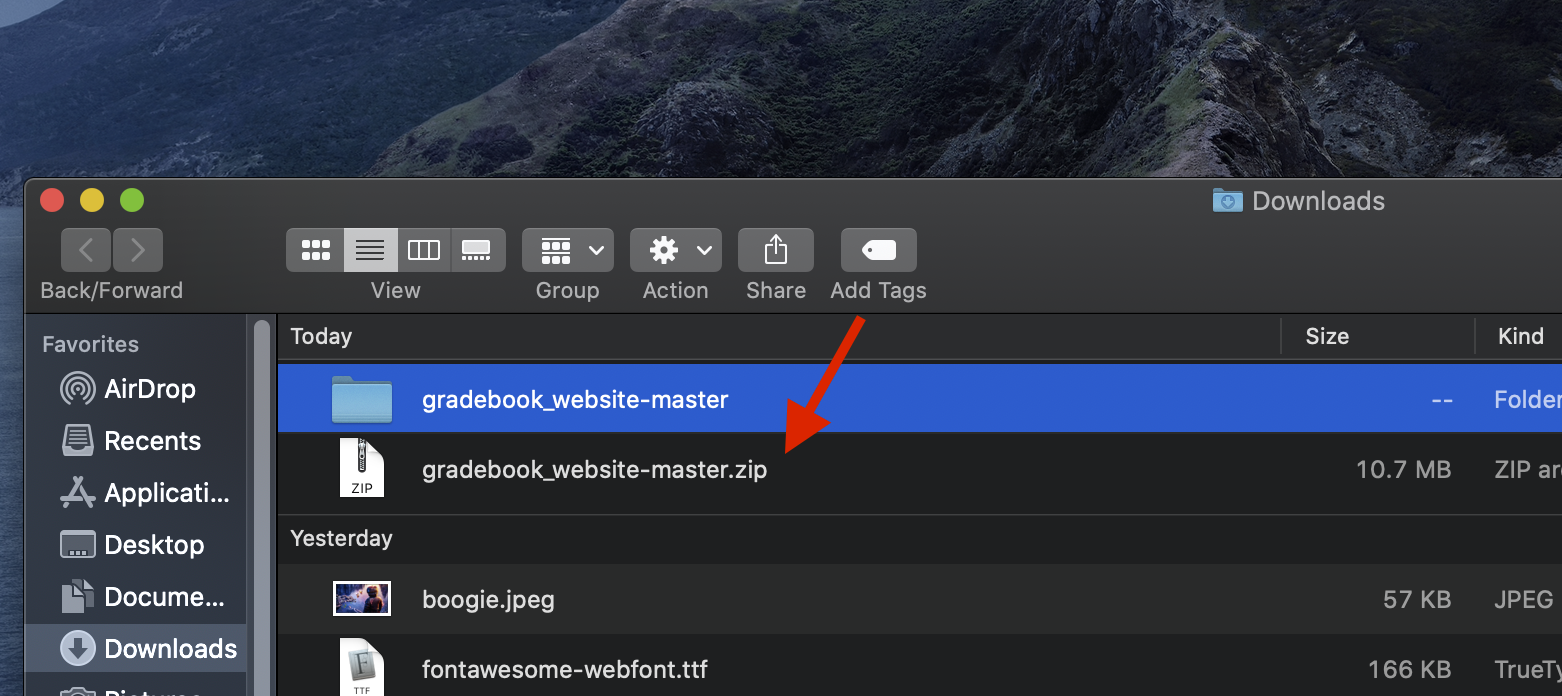 Downloads
Back/Forward
View
Group
Action
Share
Add Tags
Favorites
AirDrop
Recents
Applicati...
Desktop
Docume...
Downloads
Today
Size
Kind
gradebook_website-master
--
Folder
ZIP
gradebook_website-master.zip
10.7 MB
ZIP
Yesterday
boogie.jpeg
57 KB
JPEG
F
TTF
fontawesome-webfont.ttf
166 KB